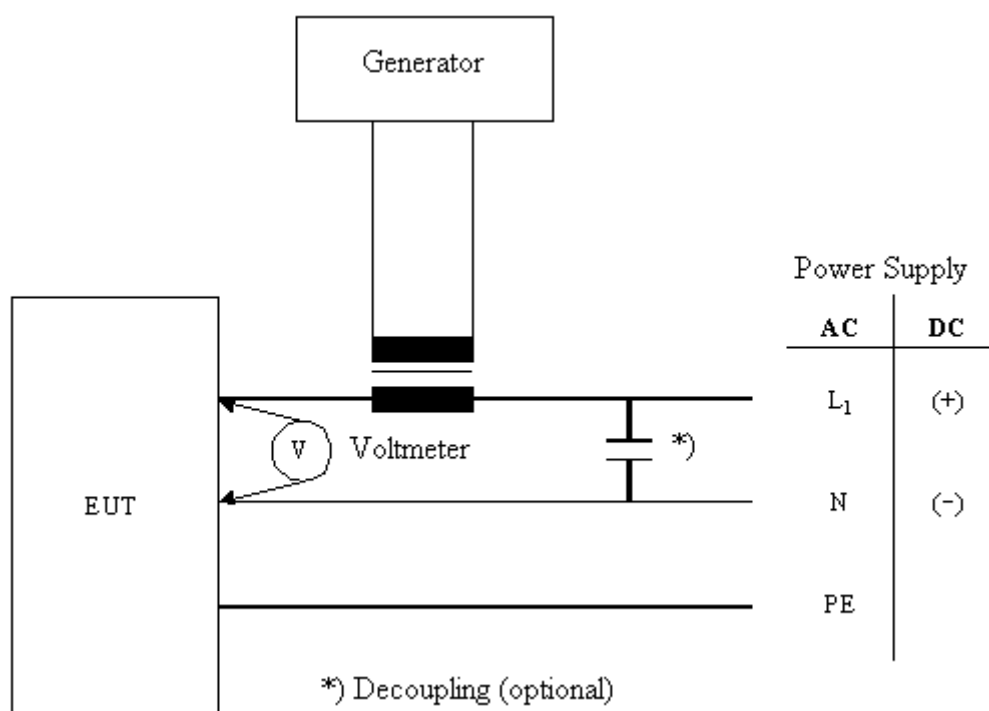 Generator
Power Supply
AC DC
L₁ (+)
V Voltmeter *)
EUT N (-)
PE
*) Decoupling (optional)